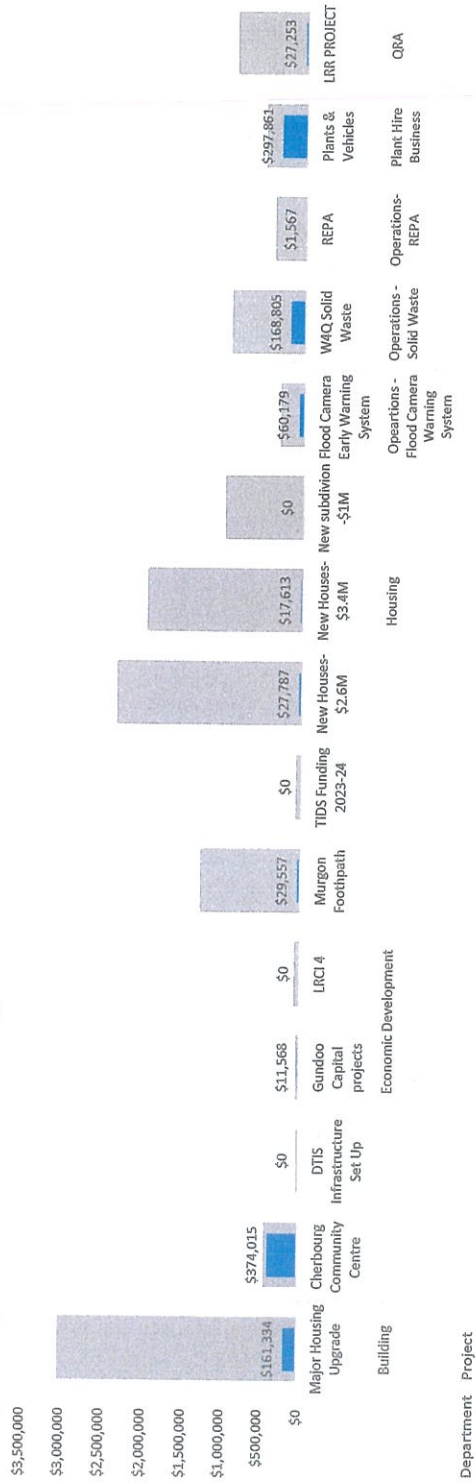 $3,500,000
$3,000,000
$2,500,000
$2,000,000
$1,500,000
$1,000,000
$500,000
$0
$161,334
$374,015
$0
$11,568
$0
$29,557
$0
$27,787
$17,613
$0
$60,179
$168,805
$1,567
$297,861
$27,253
Major Housing
Upgrade
Cherbourg
Community
Centre
DTIS
Infrastructure
Set Up
Gundoo
Capital
projects
LRCI 4
Murgon
Foothpath
TIDS Funding
2023-24
New Houses-
$2.6M
New Houses-
$3.4M
New subdivion
-$1M
Flood Camera
Early Warning
System
W4Q Solid
Waste
REPA
Plants &
Vehicles
LRR PROJECT
Building
Economic Development
Housing
Opeartions -
Flood Camera
Warning
System
Operations -
Solid Waste
Operations-
REPA
Plant Hire
Business
QRA
Department Project